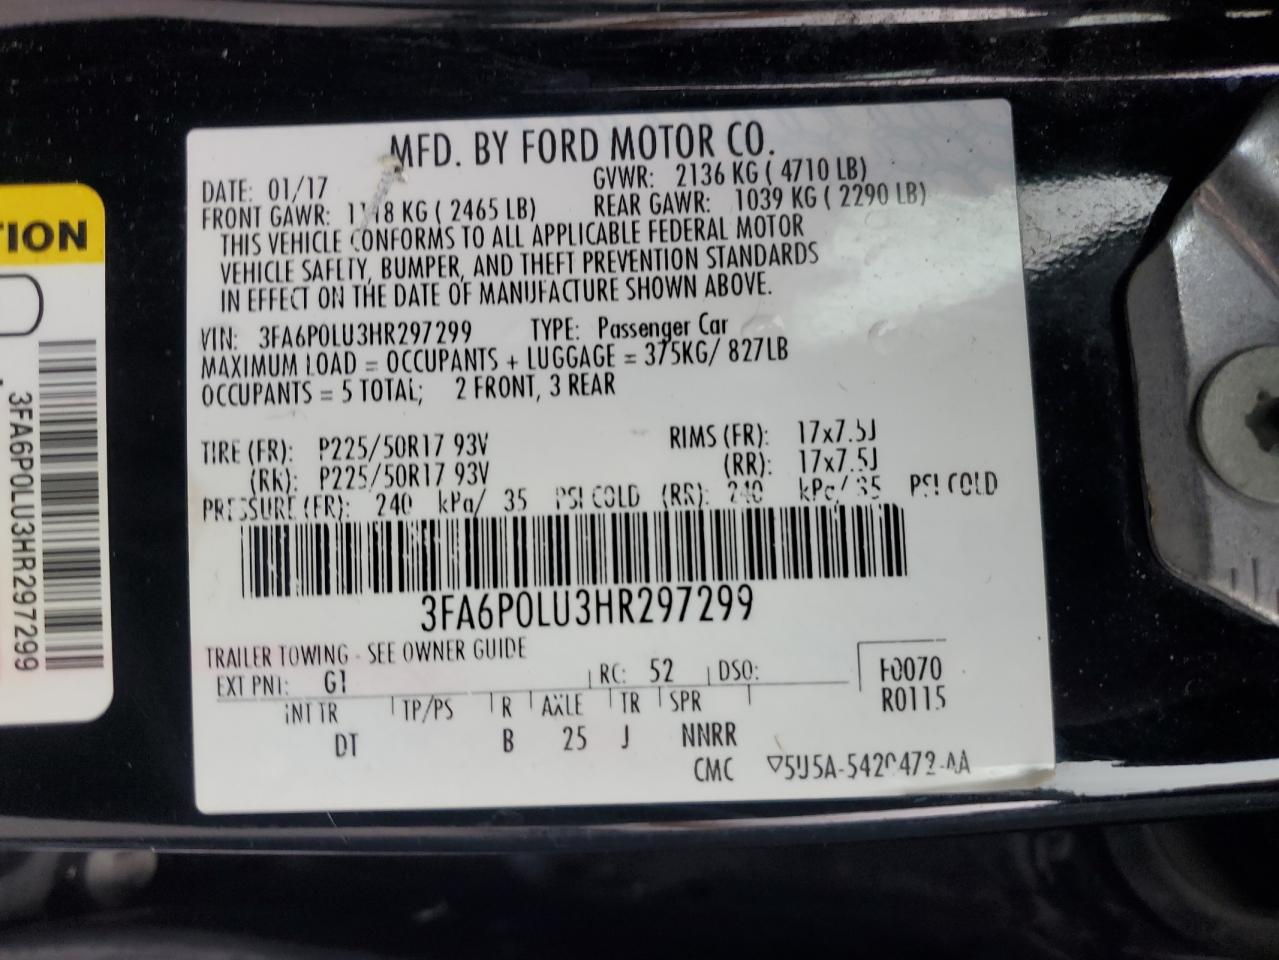 MFD. BY FORD MOTOR CO.
DATE: 01/17 GVWR: 2136 KG ( 4710 LB)
FRONT GAWR: KG ( 2465 LB) REAR GAWR: 1039 KG ( 2290 LB)
THIS VEHICLE CONFORMS TO ALL APPLICABLE FEDERAL MOTOR
VEHICLE SAFETY, BUMPER, AND THEFT PREVENTION STANDARDS
IN EFFECT ON THE DATE OF MANUFACTURE SHOWN ABOVE.
VIN: 3FA6P0LU3HR297299 TYPE: Passenger Car
MAXIMUM LOAD = OCCUPANTS + LUGGAGE = 375KG/ 827LB
OCCUPANTS = 5 TOTAL; 2 FRONT, 3 REAR
TIRE (FR): P225/50R17 93V RIMS (FR): 17x7.5J
(RR): P225/50R17 93V (RR): 17x7.5J
PRESSURE (FR): 240 kPa/ 35 PSI COLD (RR): 240 kPa/ 35 PSI COLD
3FA6P0LU3HR297299
TRAILER TOWING - SEE OWNER GUIDE
EXT PNT: G1 RC: 52 DSO: F0070
R0115
INT TR TP/PS R AXLE TR SPR
DT B 25 J NNRR
CMC
TION
3FA6P0LU3HR297299